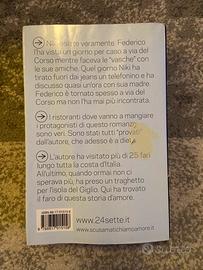 Niki esiste veramente. Federico
l'ha vista un giorno per caso a via del
Corso mentre faceva le "vasche" con
le sue amiche. Quel giorno Niki ha
tirato fuori dai jeans un telefonino e ha
discusso quasi un'ora con sua madre.
Federico è tornato spesso a via del
Corso ma non l'ha mai più incontrata.
I ristoranti dove vanno a mangiare
i protagonisti di questo romanzo
sono veri. Sono stati tutti "provati"
dall'autore, che adesso è a dieta.
L'autore ha visitato più di 25 fari
lungo tutta la costa d'Italia.
All'ultimo, quando ormai non ci
sperava più, ha preso un traghetto
per l'isola del Giglio. Qui ha trovato
il faro di questa storia d'amore.
www.24sette.it
www.scusamatichiamoamore.it
Subito.it